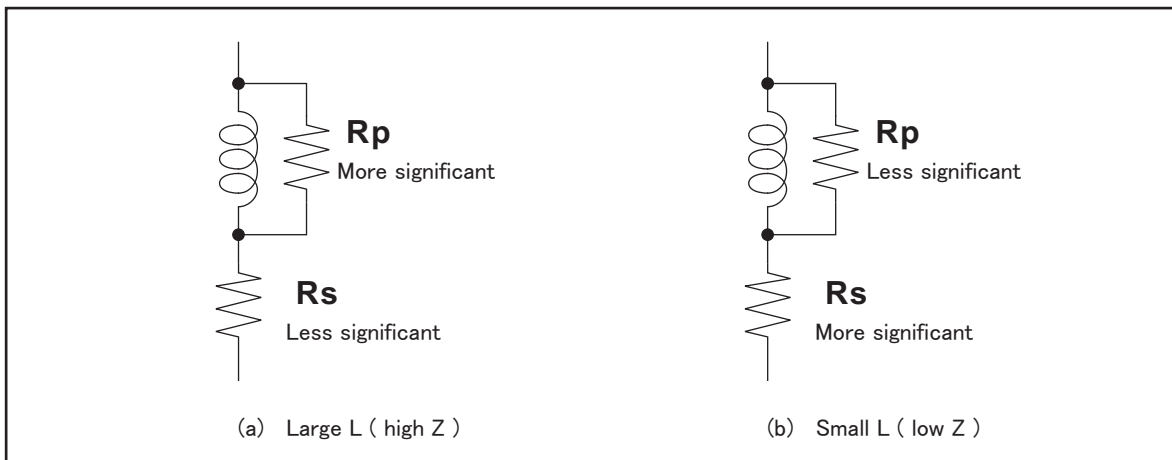 Rp
More significant
Rs
Less significant
(a) Large L ( high Z )
Rp
Less significant
Rs
More significant
(b) Small L ( low Z )